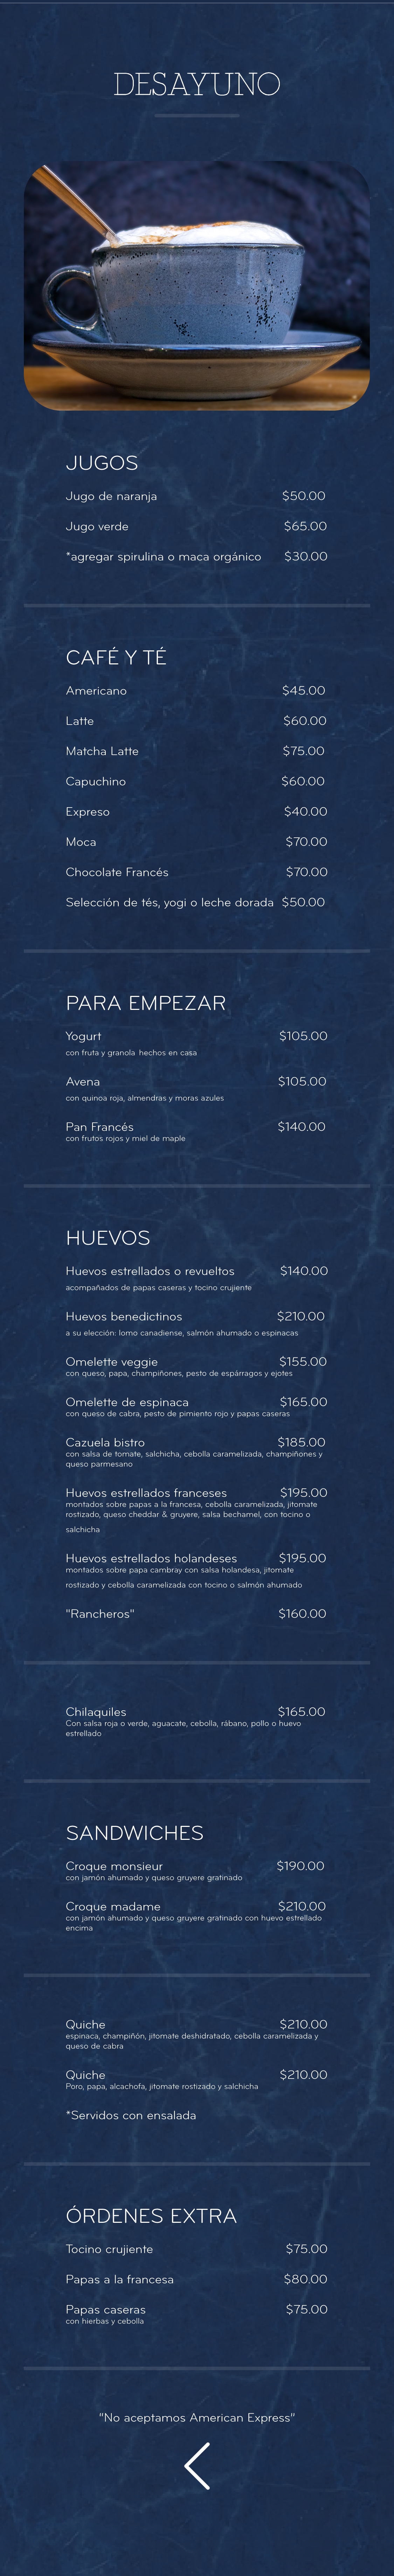 DESAYUNO
JUGOS
Jugo de naranja $50.00
Jugo verde $65.00
*agregar spirulina o maca orgánico $30.00
CAFÉ Y TÉ
Americano $45.00
Latte $60.00
Matcha Latte $75.00
Capuchino $60.00
Expreso $40.00
Moca $70.00
Chocolate Francés $70.00
Selección de tés, yogi o leche dorada $50.00
PARA EMPEZAR
Yogurt $105.00
con fruta y granola hechos en casa
Avena $105.00
con quinoa roja, almendras y moras azules
Pan Francés $140.00
con frutos rojos y miel de maple
HUEVOS
Huevos estrellados o revueltos $140.00
acompañados de papas caseras y tocino crujiente
Huevos benedictinos $210.00
a su elección: lomo canadiense, salmón ahumado o espinacas
Omelette veggie $155.00
con queso, papa, champiñones, pesto de espárragos y ejotes
Omelette de espinaca $165.00
con queso de cabra, pesto de pimiento rojo y papas caseras
Cazuela bistro $185.00
con salsa de tomate, salchicha, cebolla caramelizada, champiñones y
queso parmesano
Huevos estrellados franceses $195.00
montados sobre papas a la francesa, cebolla caramelizada, jitomate
rostizado, queso cheddar & gruyere, salsa bechamel, con tocino o
salchicha
Huevos estrellados holandeses $195.00
montados sobre papa cambray con salsa holandesa, jitomate
rostizado y cebolla caramelizada con tocino o salmón ahumado
"Rancheros" $160.00
Chilaquiles $165.00
Con salsa roja o verde, aguacate, cebolla, rábano, pollo o huevo
estrellado
SANDWICHES
Croque monsieur $190.00
con jamón ahumado y queso gruyere gratinado
Croque madame $210.00
con jamón ahumado y queso gruyere gratinado con huevo estrellado
encima
Quiche $210.00
espinaca, champiñón, jitomate deshidratado, cebolla caramelizada y
queso de cabra
Quiche $210.00
Poro, papa, alcachofa, jitomate rostizado y salchicha
*Servidos con ensalada
ÓRDENES EXTRA
Tocino crujiente $75.00
Papas a la francesa $80.00
Papas caseras $75.00
con hierbas y cebolla
"No aceptamos American Express"